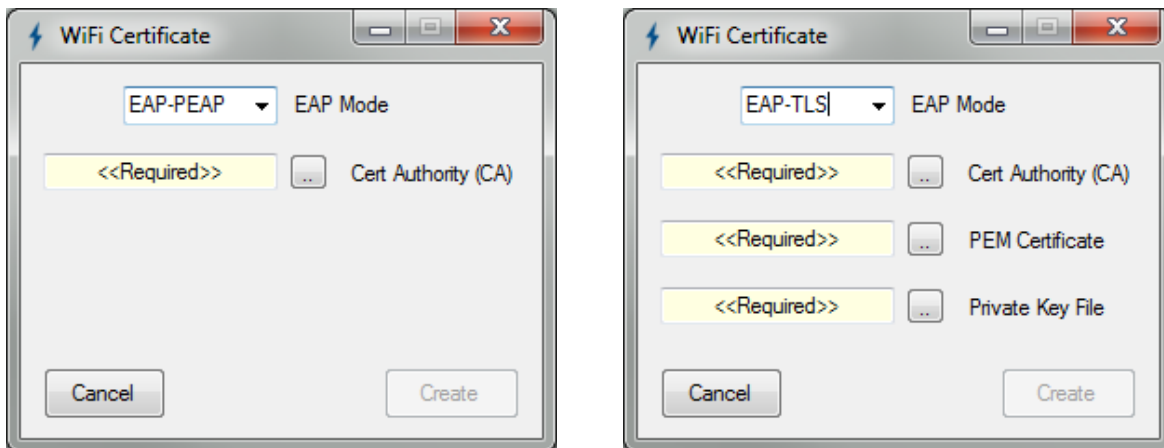 WiFi Certificate
EAP-PEAP EAP Mode
<<Required>> .. Cert Authority (CA)
Cancel Create
WiFi Certificate
EAP-TLS EAP Mode
<<Required>> .. Cert Authority (CA)
<<Required>> .. PEM Certificate
<<Required>> .. Private Key File
Cancel Create